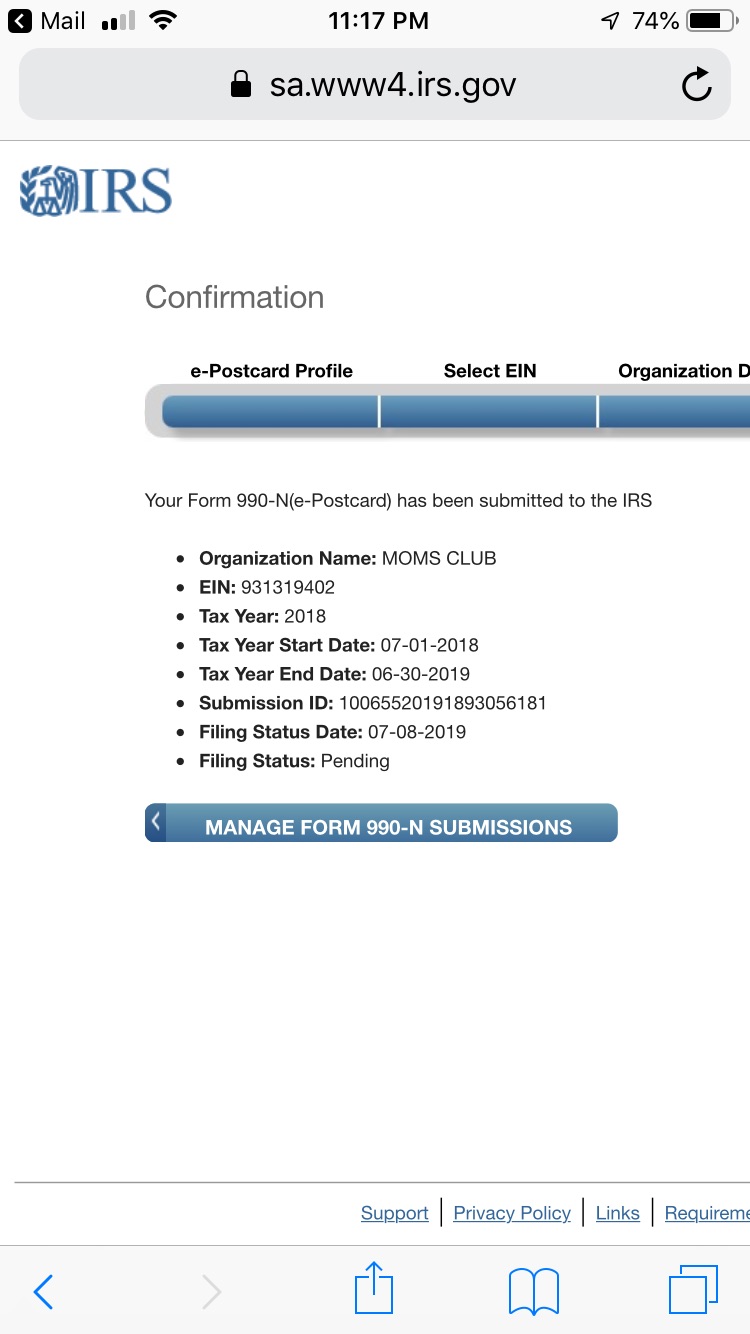 Mail 11:17 PM 74%
sa.www4.irs.gov
IRS
Confirmation
e-Postcard Profile Select EIN Organization D
Your Form 990-N(e-Postcard) has been submitted to the IRS
• Organization Name: MOMS CLUB
• EIN: 931319402
• Tax Year: 2018
• Tax Year Start Date: 07-01-2018
• Tax Year End Date: 06-30-2019
• Submission ID: 10065520191893056181
• Filing Status Date: 07-08-2019
• Filing Status: Pending
MANAGE FORM 990-N SUBMISSIONS
Support | Privacy Policy | Links | Requireme